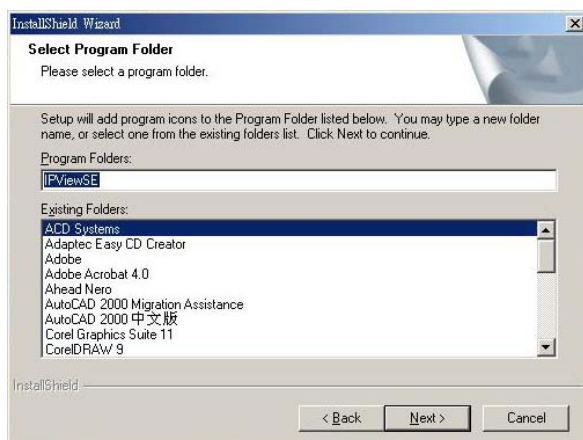 InstallShield Wizard
Select Program Folder
Please select a program folder.
Setup will add program icons to the Program Folder listed below. You may type a new folder
name, or select one from the existing folders list. Click Next to continue.
Program Folders:
IPViewSE
Existing Folders:
ACD Systems
Adaptec Easy CD Creator
Adobe
Adobe Acrobat 4.0
Ahead Nero
AutoCAD 2000 Migration Assistance
AutoCAD 2000 中文版
Corel Graphics Suite 11
CorelDRAW 9
InstallShield
< Back
Next >
Cancel